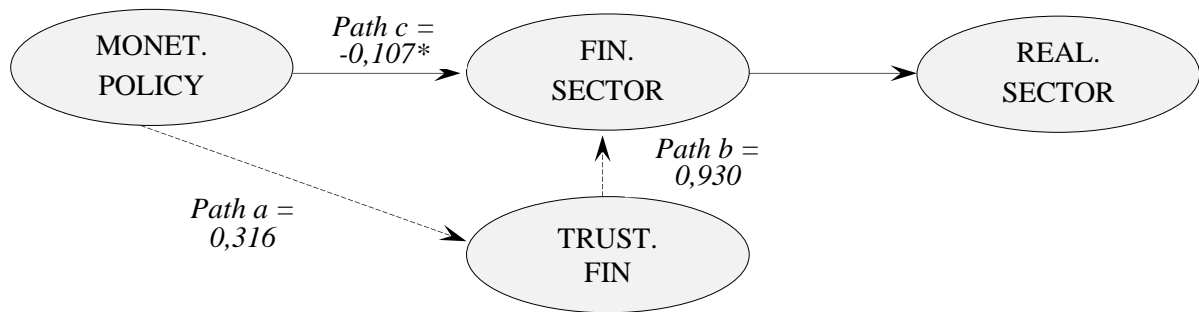 MONET.
POLICY
Path c =
-0,107*
FIN.
SECTOR
REAL.
SECTOR
Path a =
0,316
Path b =
0,930
TRUST.
FIN